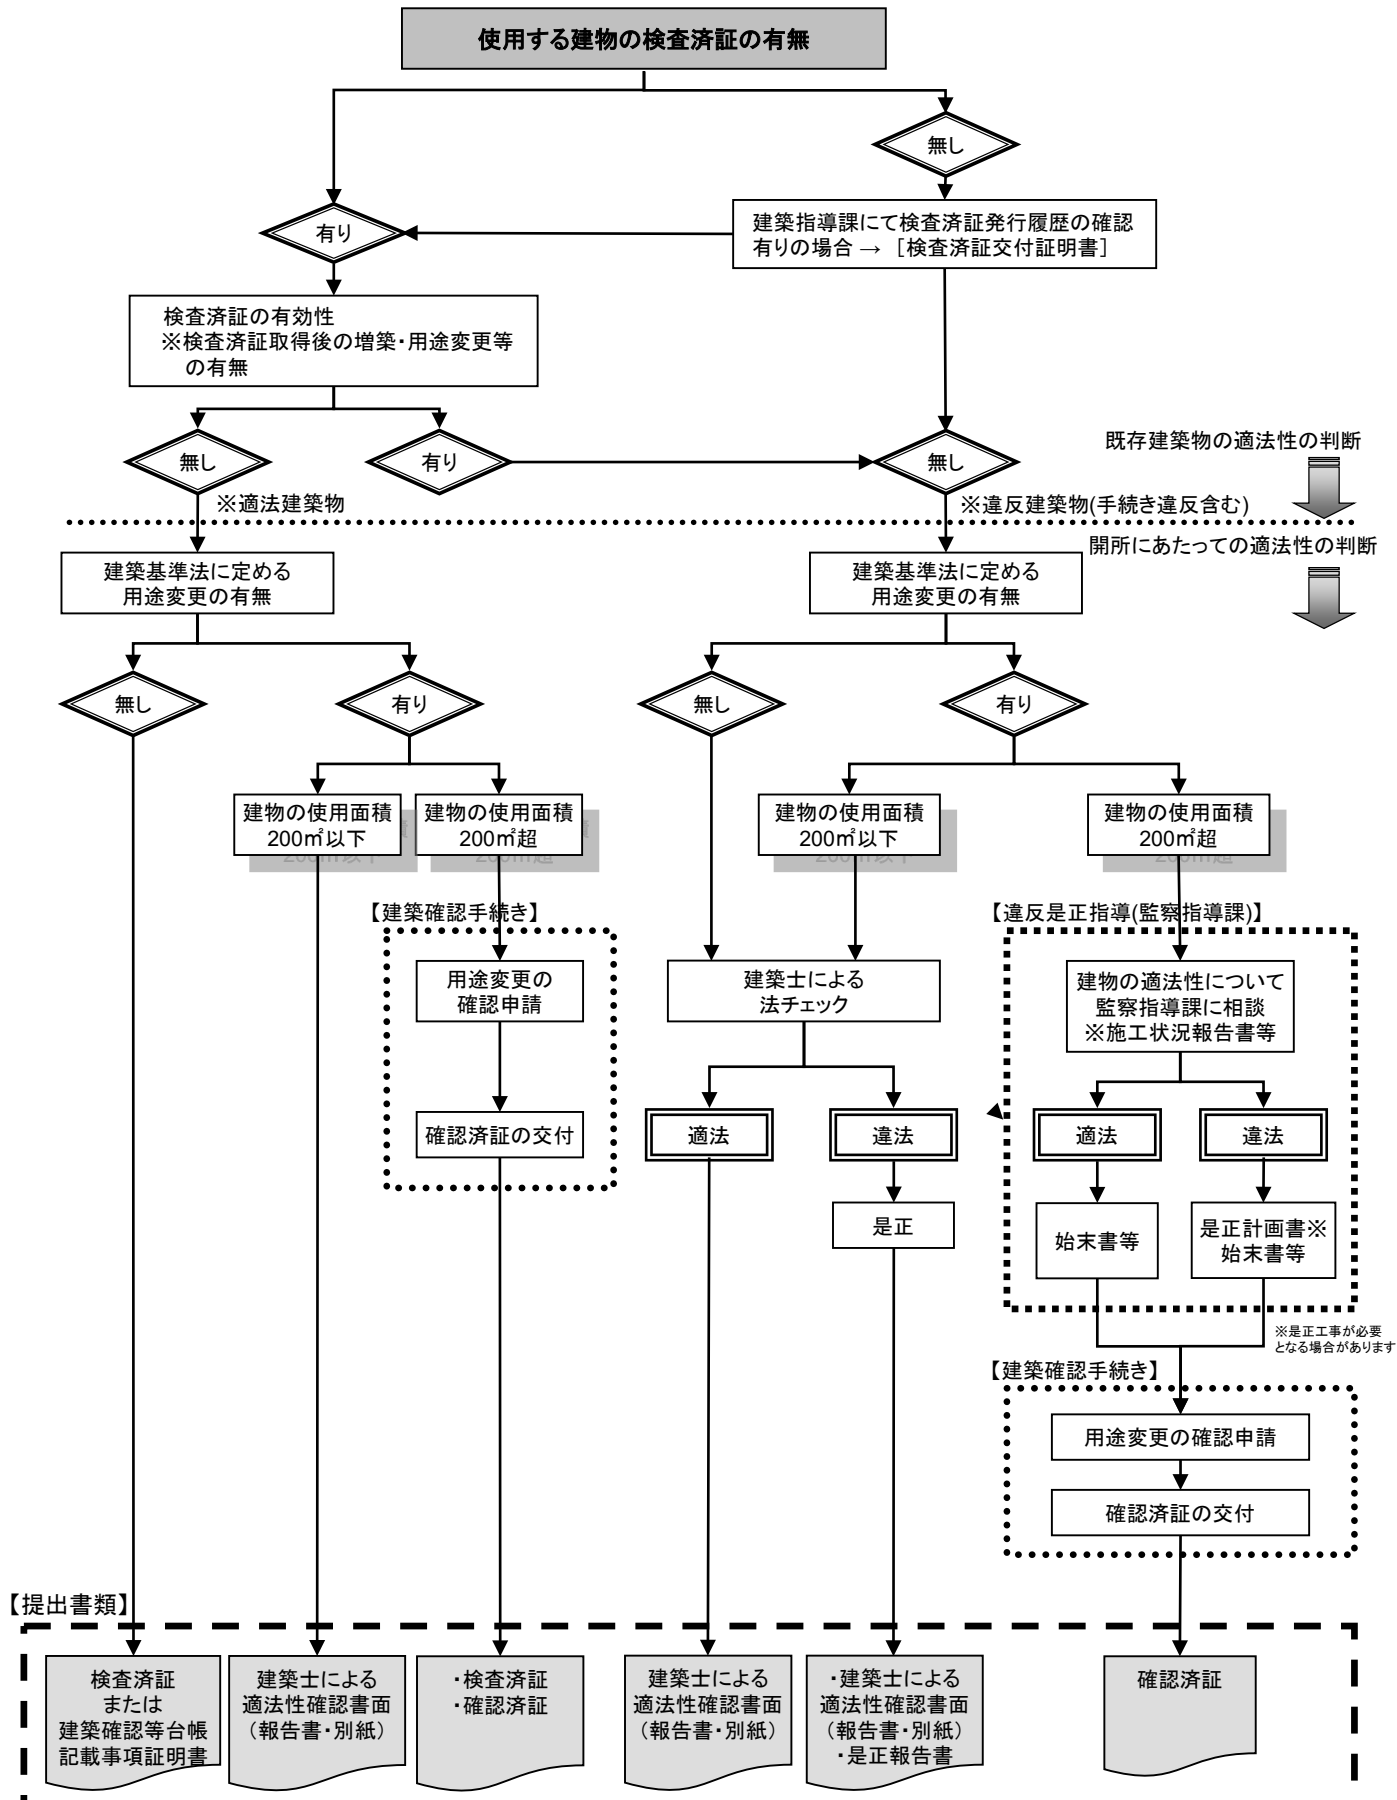 使用する建物の検査済証の有無
無し
有り
建築指導課にて検査済証発行履歴の確認
有りの場合 → [検査済証交付証明書]
検査済証の有効性
※検査済証取得後の増築・用途変更等
の有無
無し
有り
無し
既存建築物の適法性の判断
※適法建築物
※違反建築物(手続き違反含む)
開所にあたっての適法性の判断
建築基準法に定める
用途変更の有無
建築基準法に定める
用途変更の有無
無し
有り
無し
有り
建物の使用面積
200㎡以下
建物の使用面積
200㎡超
建物の使用面積
200㎡以下
建物の使用面積
200㎡超
【建築確認手続き】
【違反是正指導(監察指導課)】
用途変更の
確認申請
建築士による
法チェック
建物の適法性について
監察指導課に相談
※施工状況報告書等
確認済証の交付
適法
違法
適法
違法
是正
始末書等
是正計画書※
始末書等
※是正工事が必要
となる場合があります
【建築確認手続き】
用途変更の確認申請
確認済証の交付
【提出書類】
検査済証
または
建築確認等台帳
記載事項証明書
建築士による
適法性確認書面
(報告書・別紙)
・検査済証
・確認済証
建築士による
適法性確認書面
(報告書・別紙)
・建築士による
適法性確認書面
(報告書・別紙)
・是正報告書
確認済証